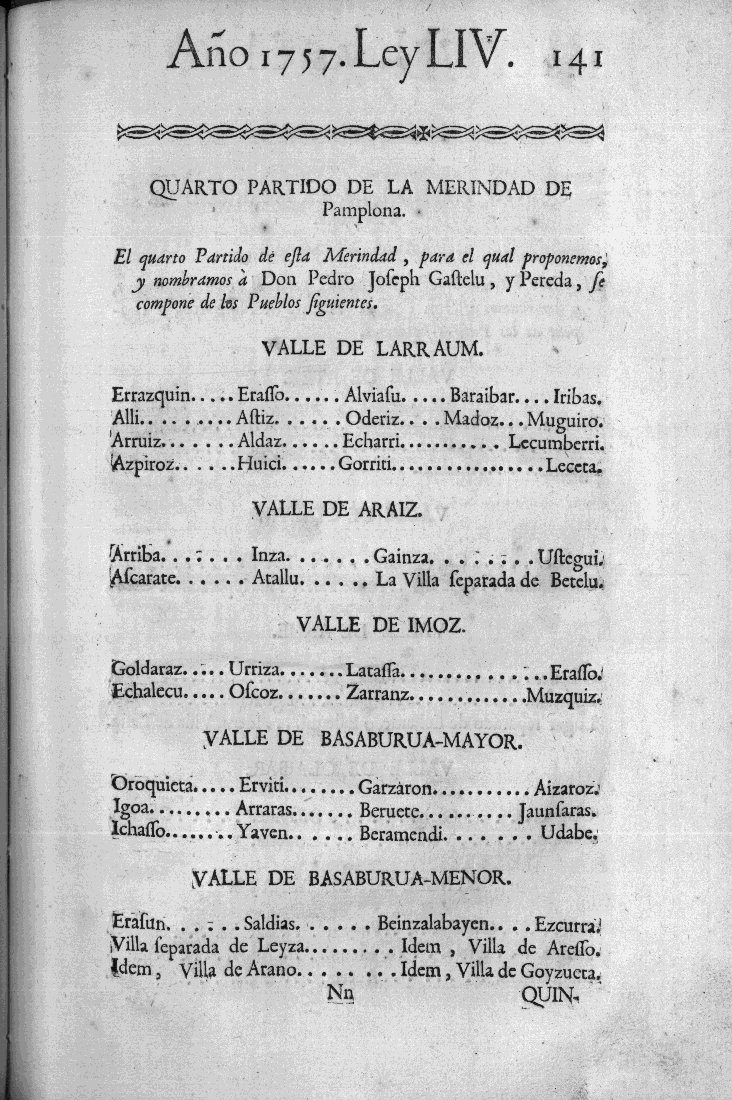 Año 1757. Ley LIV. 141
QUARTO PARTIDO DE LA MERINDAD DE
Pamplona.
El quarto Partido de eſta Merindad, para el qual proponemos,
y nombramos à Don Pedro Joſeph Gaſtelu, y Pereda, ſe
compone de los Pueblos ſiguientes.
VALLE DE LARRAUM.
Errazquin..... Eraſſo...... Alviaſu..... Baraibar.... Iribas.
Alli......... Aſtiz....... Oderiz.... Madoz... Muguiro.
Arruiz....... Aldaz...... Echarri.......... Lecumberri.
Azpiroz...... Huici...... Gorriti................ Leceta.
VALLE DE ARAIZ.
Arriba....... Inza........ Gainza......... Uſtegui.
Aſcarate...... Atallu...... La Villa ſeparada de Betelu.
VALLE DE IMOZ.
Goldaraz..... Urriza....... Lataſſa............... Eraſſo.
Echalecu..... Oſcoz....... Zarranz............ Muzquiz.
VALLE DE BASABURUA-MAYOR.
Oroquieta..... Erviti........ Garzàron.......... Aizaroz.
Igoa......... Arraras....... Beruete.......... Jaunſaras.
Ichaſſo........ Yaven....... Beramendi........ Udabe.
VALLE DE BASABURUA-MENOR.
Eraſun...... Saldias....... Beinzalabayen.... Ezcurra.
Villa ſeparada de Leyza......... Idem, Villa de Areſſo.
Idem, Villa de Arano......... Idem, Villa de Goyzueta.
Nn QUIN-